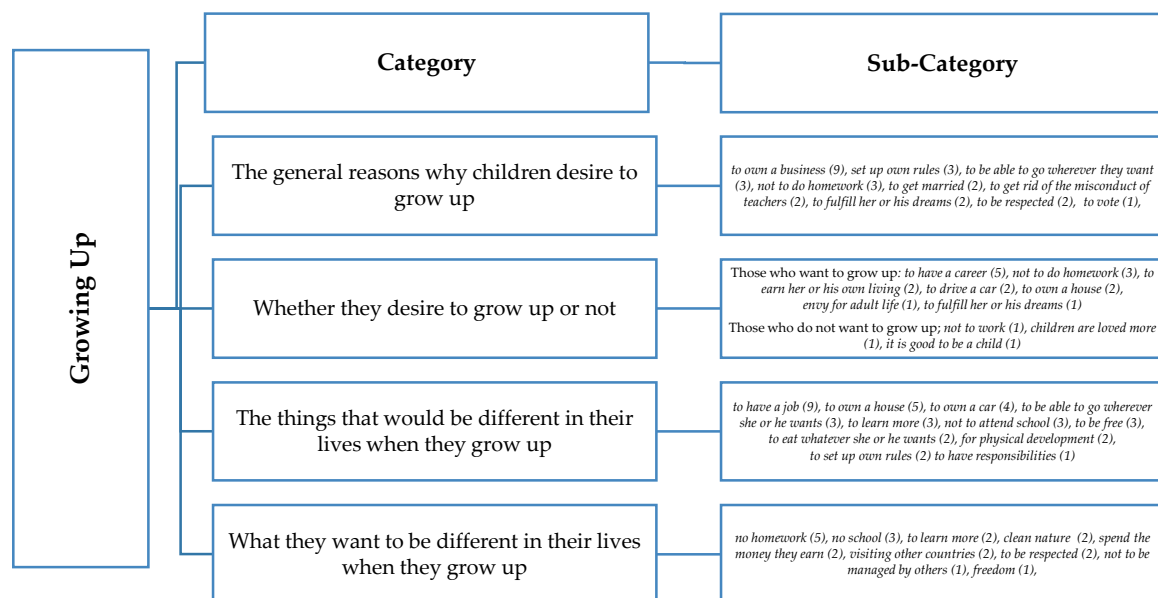 Growing Up
Category
Sub-Category
The general reasons why children desire to
grow up
to own a business (9), set up own rules (3), to be able to go wherever they want
(3), not to do homework (3), to get married (2), to get rid of the misconduct of
teachers (2), to fulfill her or his dreams (2), to be respected (2), to vote (1),
Whether they desire to grow up or not
Those who want to grow up: to have a career (5), not to do homework (3), to
earn her or his own living (2), to drive a car (2), to own a house (2),
envy for adult life (1), to fulfill her or his dreams (1)
Those who do not want to grow up; not to work (1), children are loved more
(1), it is good to be a child (1)
The things that would be different in their
lives when they grow up
to have a job (9), to own a house (5), to own a car (4), to be able to go wherever
she or he wants (3), to learn more (3), not to attend school (3), to be free (3),
to eat whatever she or he wants (2), for physical development (2),
to set up own rules (2) to have responsibilities (1)
What they want to be different in their lives
when they grow up
no homework (5), no school (3), to learn more (2), clean nature (2), spend the
money they earn (2), visiting other countries (2), to be respected (2), not to be
managed by others (1), freedom (1),